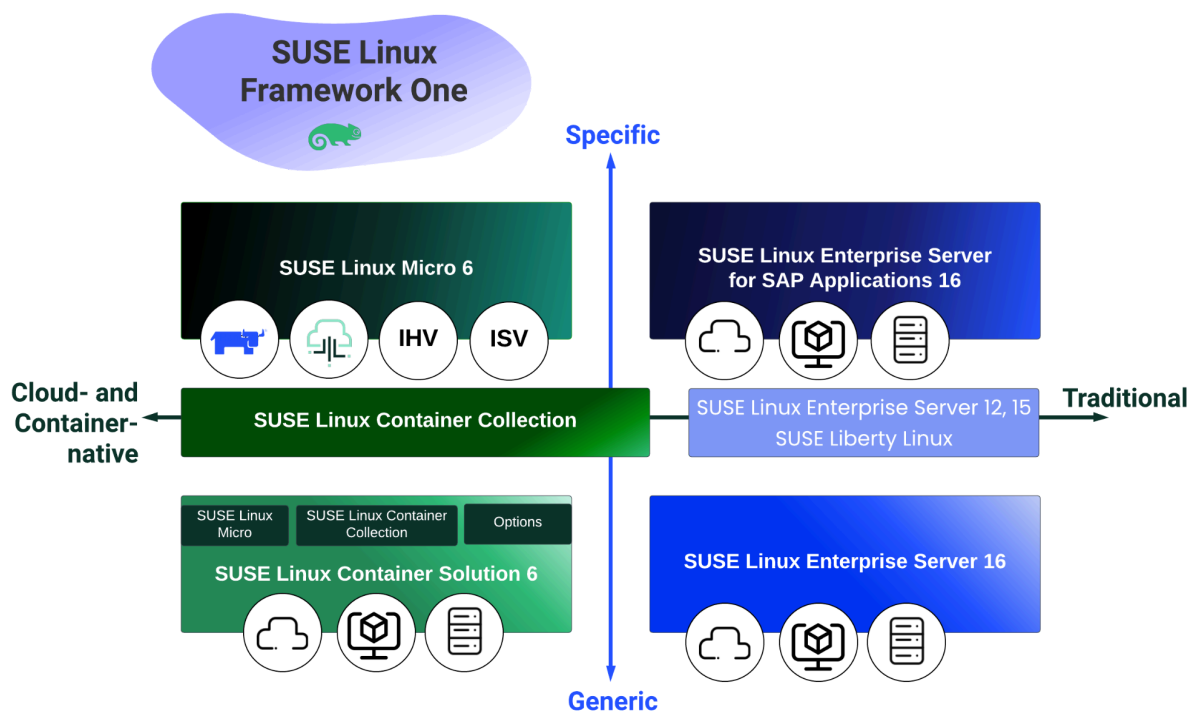 SUSE Linux
Framework One
Specific
SUSE Linux Micro 6
IHV
ISV
SUSE Linux Enterprise Server
for SAP Applications 16
Cloud- and
Container-
native
SUSE Linux Container Collection
SUSE Linux Enterprise Server 12, 15
SUSE Liberty Linux
Traditional
SUSE Linux
Micro
SUSE Linux Container
Collection
Options
SUSE Linux Container Solution 6
SUSE Linux Enterprise Server 16
Generic